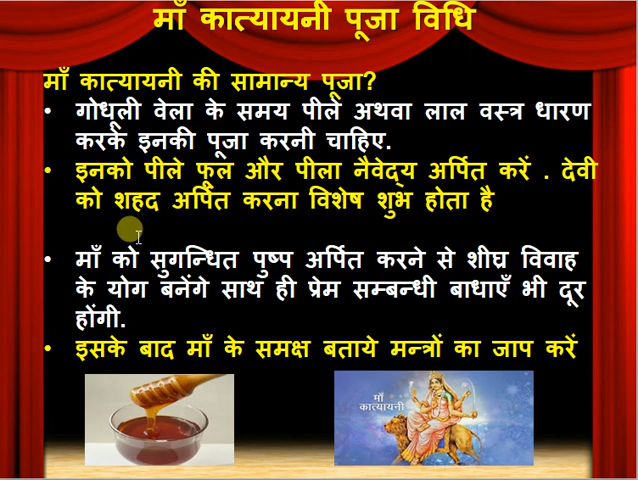 माँ कात्यायनी पूजा विधि
माँ कात्यायनी की सामान्य पूजा?
• गोधूली वेला के समय पीले अथवा लाल वस्त्र धारण
करके इनकी पूजा करनी चाहिए.
• इनको पीले फूल और पीला नैवेद्य अर्पित करें . देवी
को शहद अर्पित करना विशेष शुभ होता है
• माँ को सुगन्धित पुष्प अर्पित करने से शीघ्र विवाह
के योग बनेंगे साथ ही प्रेम सम्बन्धी बाधाएँ भी दूर
होंगी.
• इसके बाद माँ के समक्ष बताये मन्त्रों का जाप करें
माँ
कात्यायनी